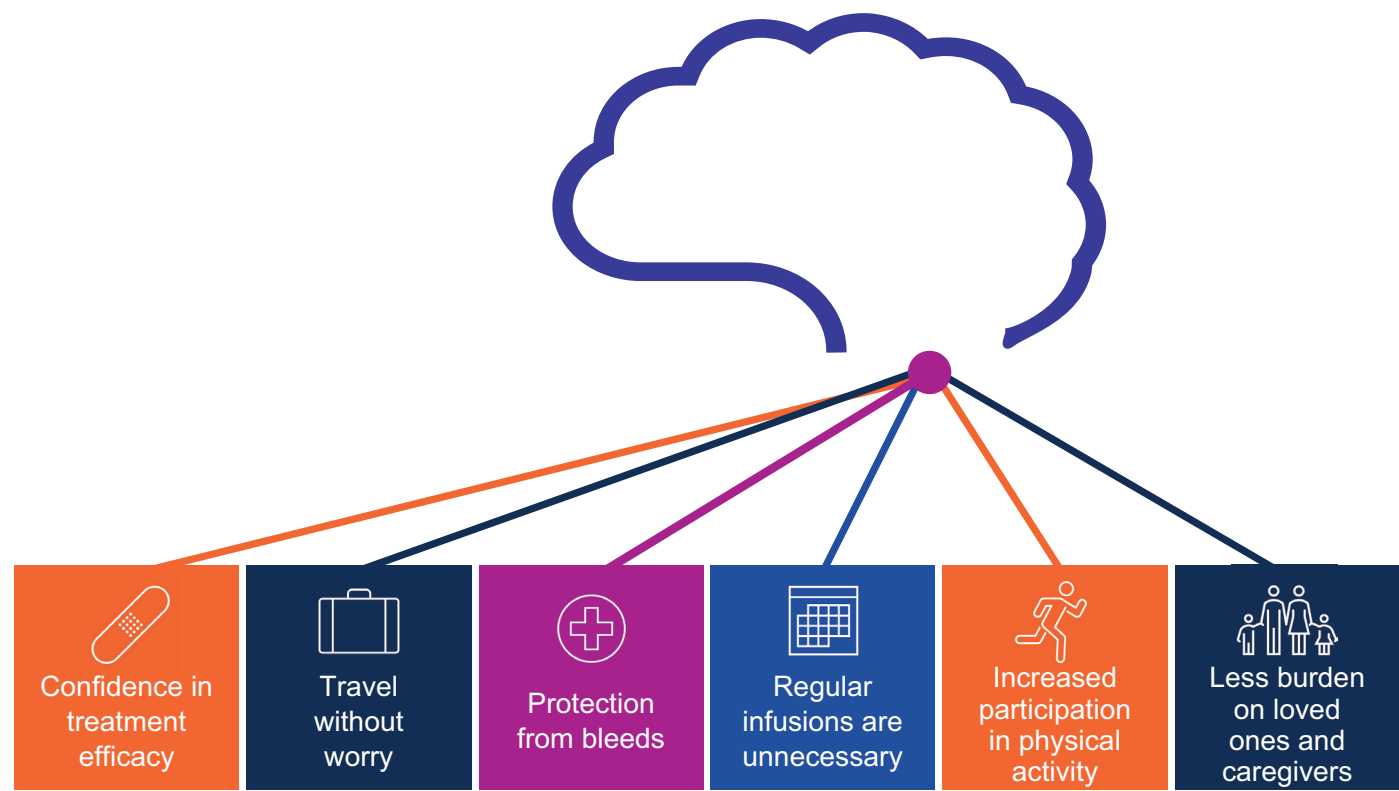 Confidence in
treatment
efficacy
Travel
without
worry
Protection
from bleeds
Regular
infusions are
unnecessary
Increased
participation
in physical
activity
Less burden
on loved
ones and
caregivers